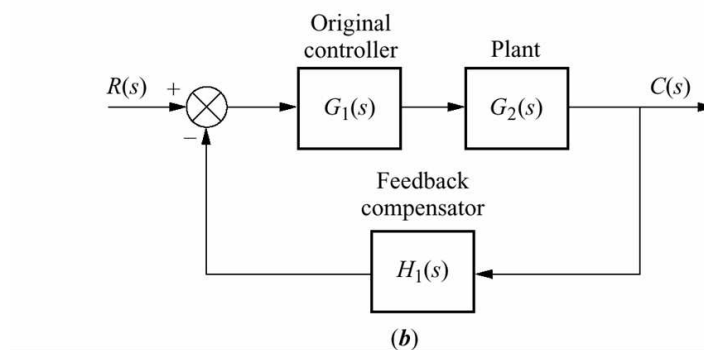 Original
controller
Plant
R(s)
+
G₁(s)
G₂(s)
C(s)
−
Feedback
compensator
H₁(s)
(b)